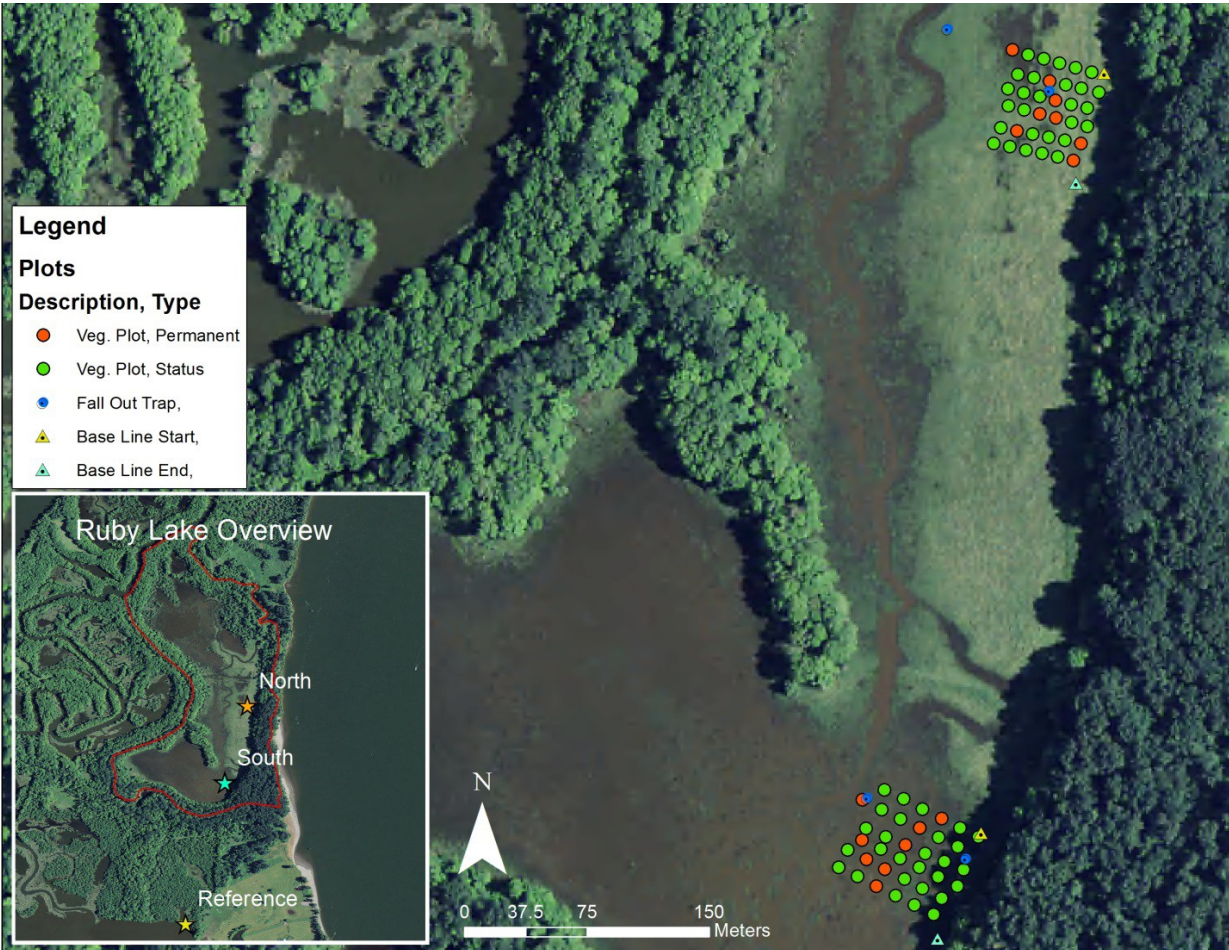 Legend
Plots
Description, Type
Veg. Plot, Permanent
Veg. Plot, Status
Fall Out Trap,
Base Line Start,
Base Line End,
Ruby Lake Overview
North
South
Reference
N
0 37.5 75 150
Meters